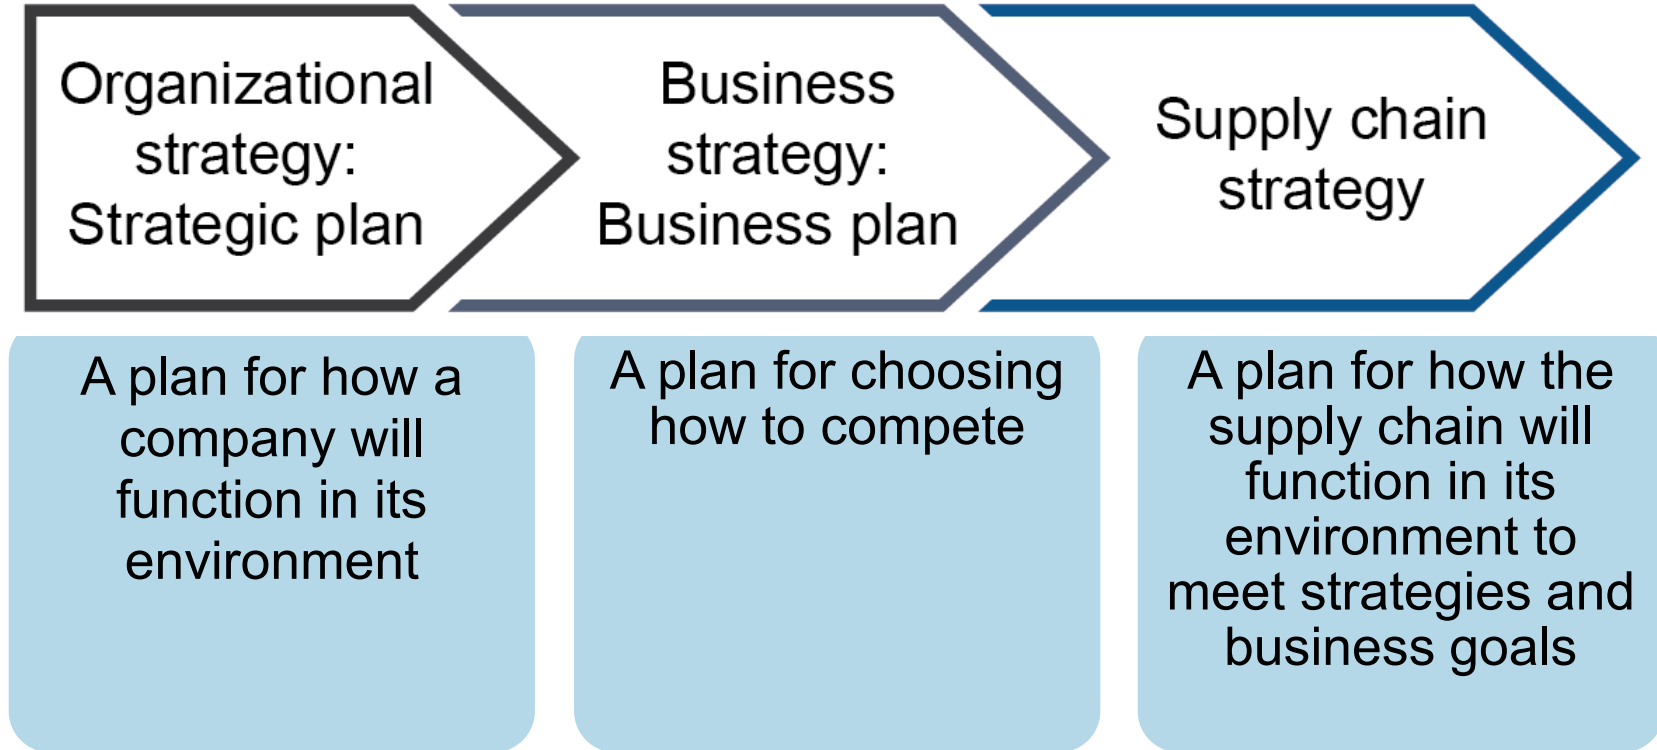 Organizational
strategy:
Strategic plan
Business
strategy:
Business plan
Supply chain
strategy
A plan for how a
company will
function in its
environment
A plan for choosing
how to compete
A plan for how the
supply chain will
function in its
environment to
meet strategies and
business goals